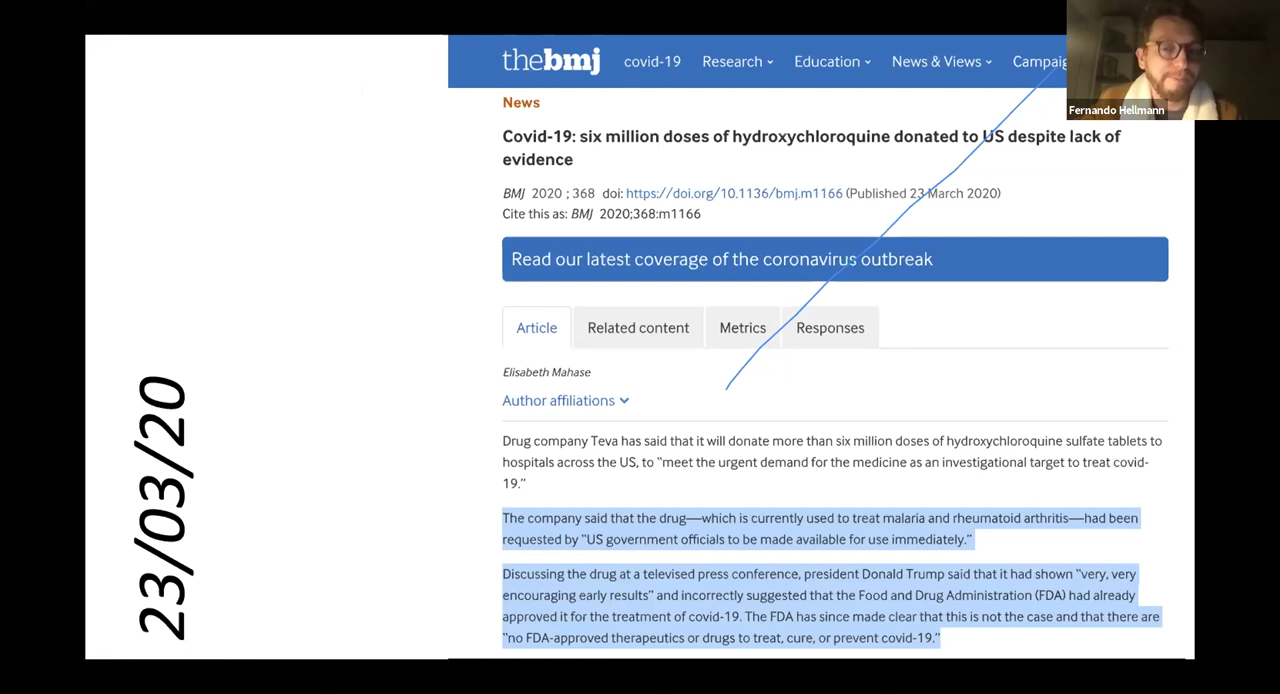 thebmj covid-19 Research Education News & Views
Fernando Hellmann
News
Covid-19: six million doses of hydroxychloroquine donated to US despite lack of
evidence
BMJ 2020 ; 368 doi: https://doi.org/10.1136/bmj.m1166 (Published 23 March 2020)
Cite this as: BMJ 2020;368:m1166
Read our latest coverage of the coronavirus outbreak
Article Related content Metrics Responses
Elisabeth Mahase
Author affiliations
Drug company Teva has said that it will donate more than six million doses of hydroxychloroquine sulfate tablets to
hospitals across the US, to “meet the urgent demand for the medicine as an investigational target to treat covid-
19.”
The company said that the drug—which is currently used to treat malaria and rheumatoid arthritis—had been
requested by “US government officials to be made available for use immediately.”
Discussing the drug at a televised press conference, president Donald Trump said that it had shown “very, very
encouraging early results” and incorrectly suggested that the Food and Drug Administration (FDA) had already
approved it for the treatment of covid-19. The FDA has since made clear that this is not the case and that there are
“no FDA-approved therapeutics or drugs to treat, cure, or prevent covid-19.”
23/03/20